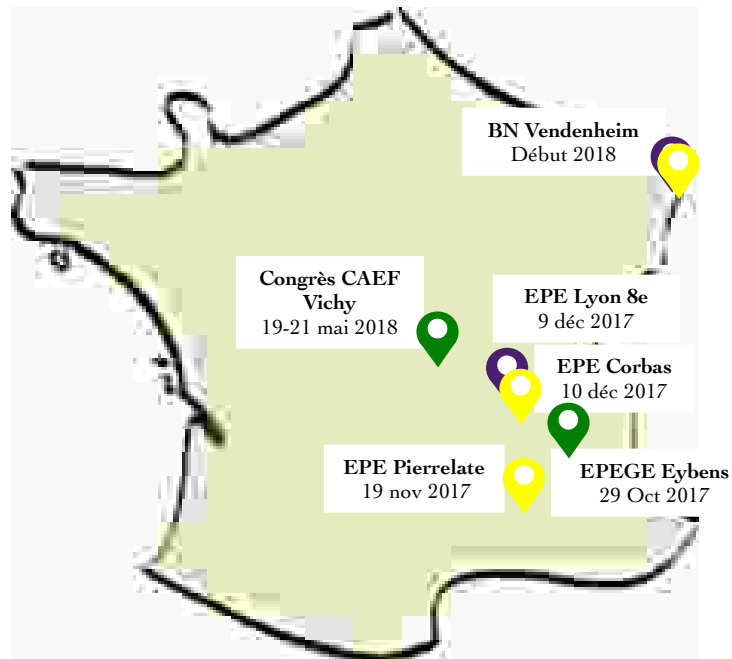 BN Vendenheim
Début 2018
Congrès CAEF
Vichy
19-21 mai 2018
EPE Lyon 8e
9 déc 2017
EPE Corbas
10 déc 2017
EPE Pierrelate
19 nov 2017
EPEGE Eybens
29 Oct 2017